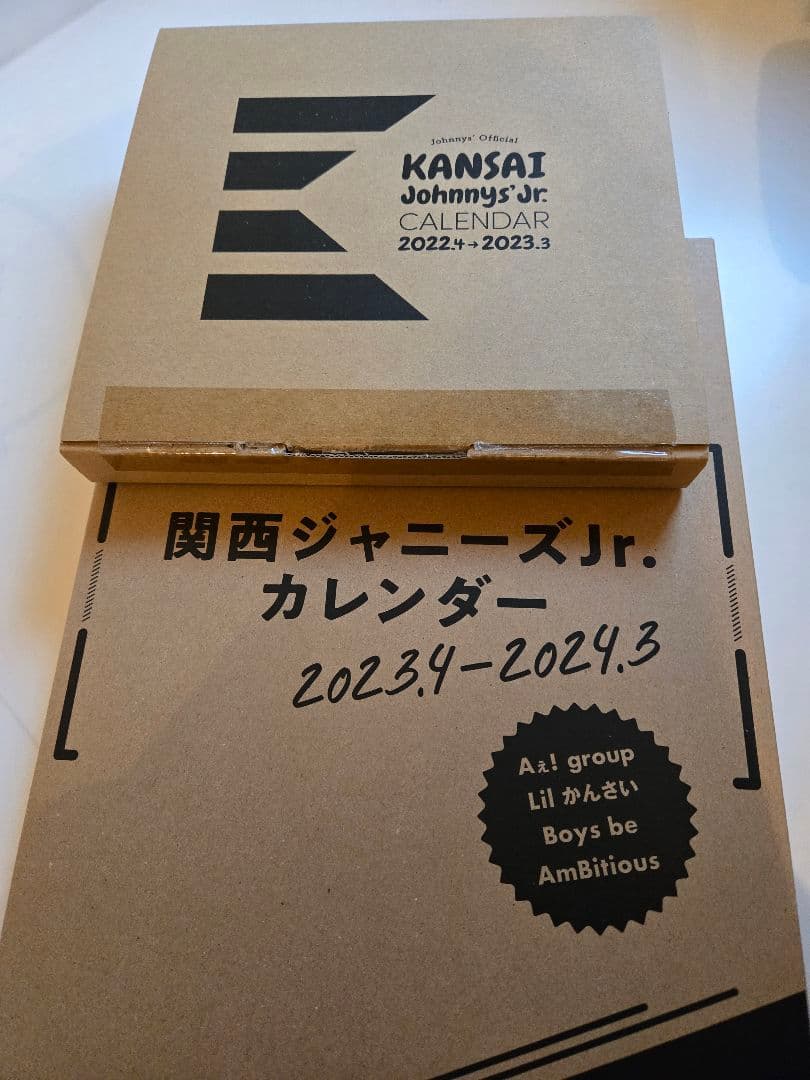 Johnnys' Official
KANSAI
Johnnys'Jr.
CALENDAR
2022.4→2023.3
関西ジャニーズJr.
カレンダー
2023.4-2024.3
Aぇ! group
Lil かんさい
Boys be
AmBitious